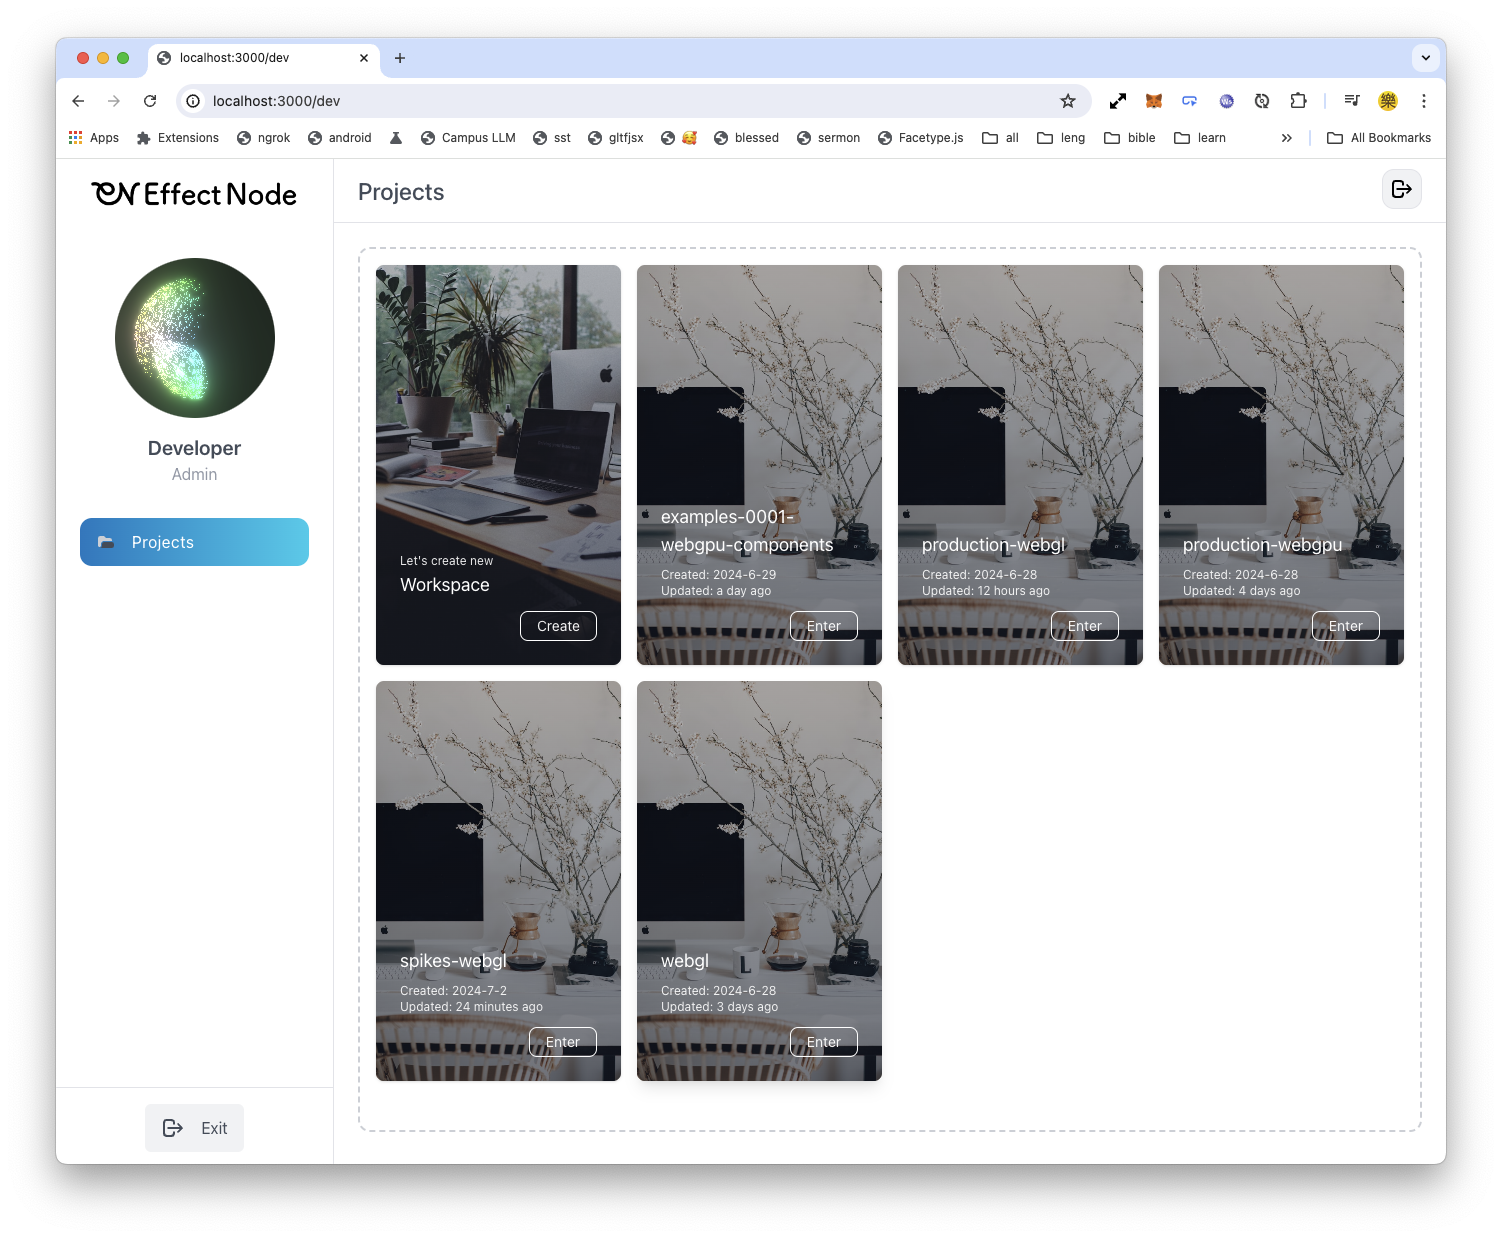 localhost:3000/dev
localhost:3000/dev
Ws
樂
Apps
Extensions
ngrok
android
Campus LLM
sst
gltfjsx
blessed
sermon
Facetype.js
all
leng
bible
learn
All Bookmarks
Effect Node
Developer
Admin
Projects
Exit
Projects
Let's create new
Workspace
Create
examples-0001-
webgpu-components
Created: 2024-6-29
Updated: a day ago
Enter
production-webgl
Created: 2024-6-28
Updated: 12 hours ago
Enter
production-webgpu
Created: 2024-6-28
Updated: 4 days ago
Enter
spikes-webgl
Created: 2024-7-2
Updated: 24 minutes ago
Enter
webgl
L
Created: 2024-6-28
Updated: 3 days ago
Enter